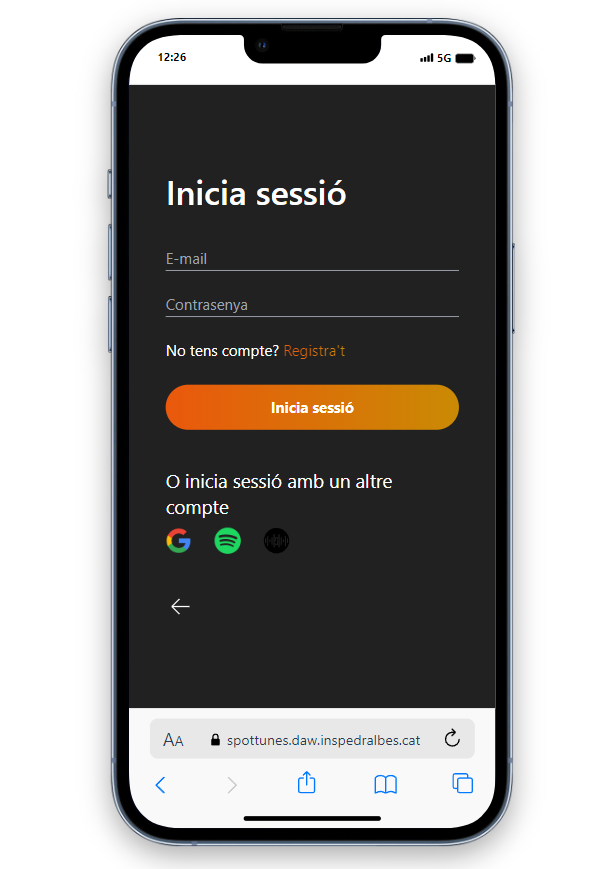 12:26
5G
Inicia sessió
E-mail
Contrasenya
No tens compte? Registra't
Inicia sessió
O inicia sessió amb un altre
compte
AA
spottunes.daw.inspedralbes.cat